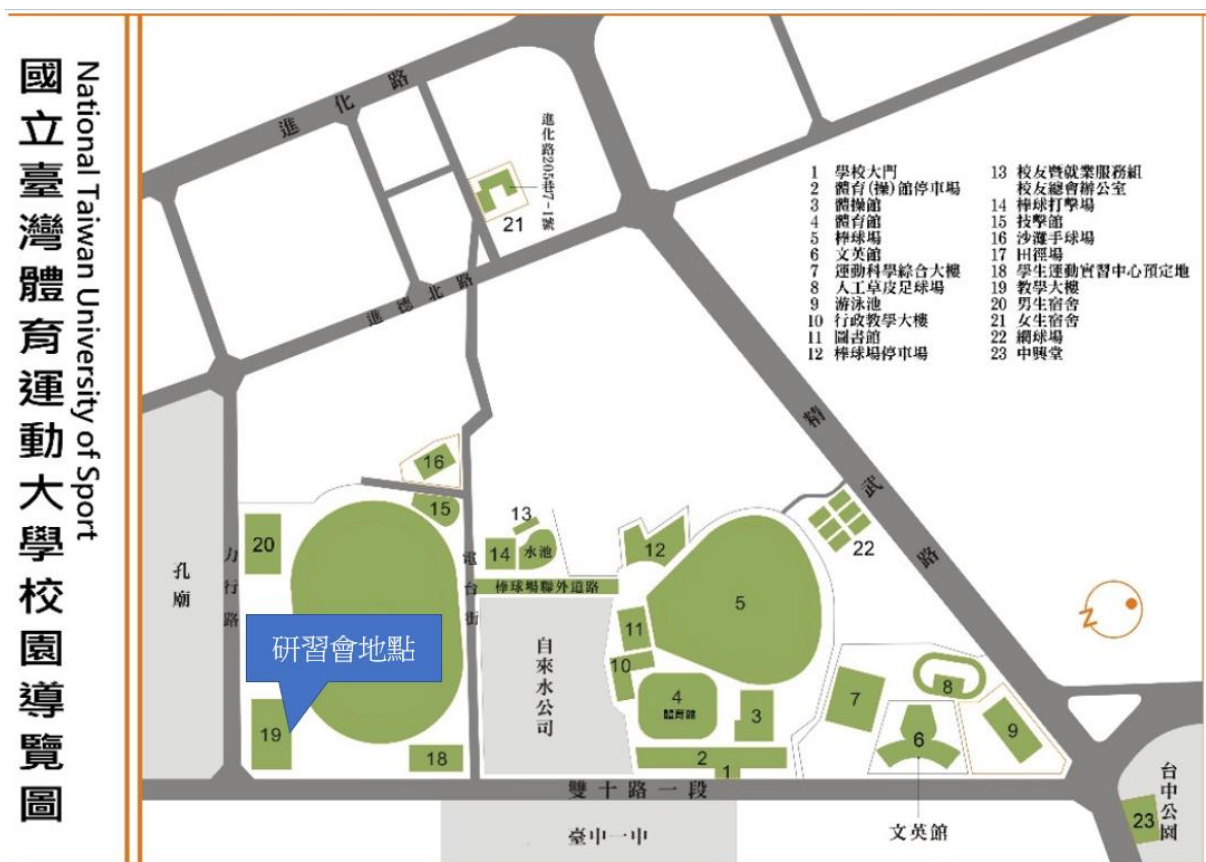 國立臺灣體育運動大學校園導覽圖
National Taiwan University of Sport
進化路
進化路205巷7-1號
21
進德北路
1 學校大門
2 體育(操)館停車場
3 體操館
4 體育館
5 棒球場
6 文英館
7 運動科學綜合大樓
8 人工草皮足球場
9 游泳池
10 行政教學大樓
11 圖書館
12 棒球場停車場
13 校友暨就業服務組
校友總會辦公室
14 棒球打擊場
15 技擊館
16 沙灘手球場
17 田徑場
18 學生運動實習中心預定地
19 教學大樓
20 男生宿舍
21 女生宿舍
22 網球場
23 中興堂
精武路
16
15
13
14
水池
12
22
20
孔廟
力行路
電台街
棒球場聯外道路
5
研習會地點
自來水公司
11
10
4
體育館
3
7
8
9
6
19
18
2
1
雙十路一段
臺中一中
文英館
台中公園
23
N